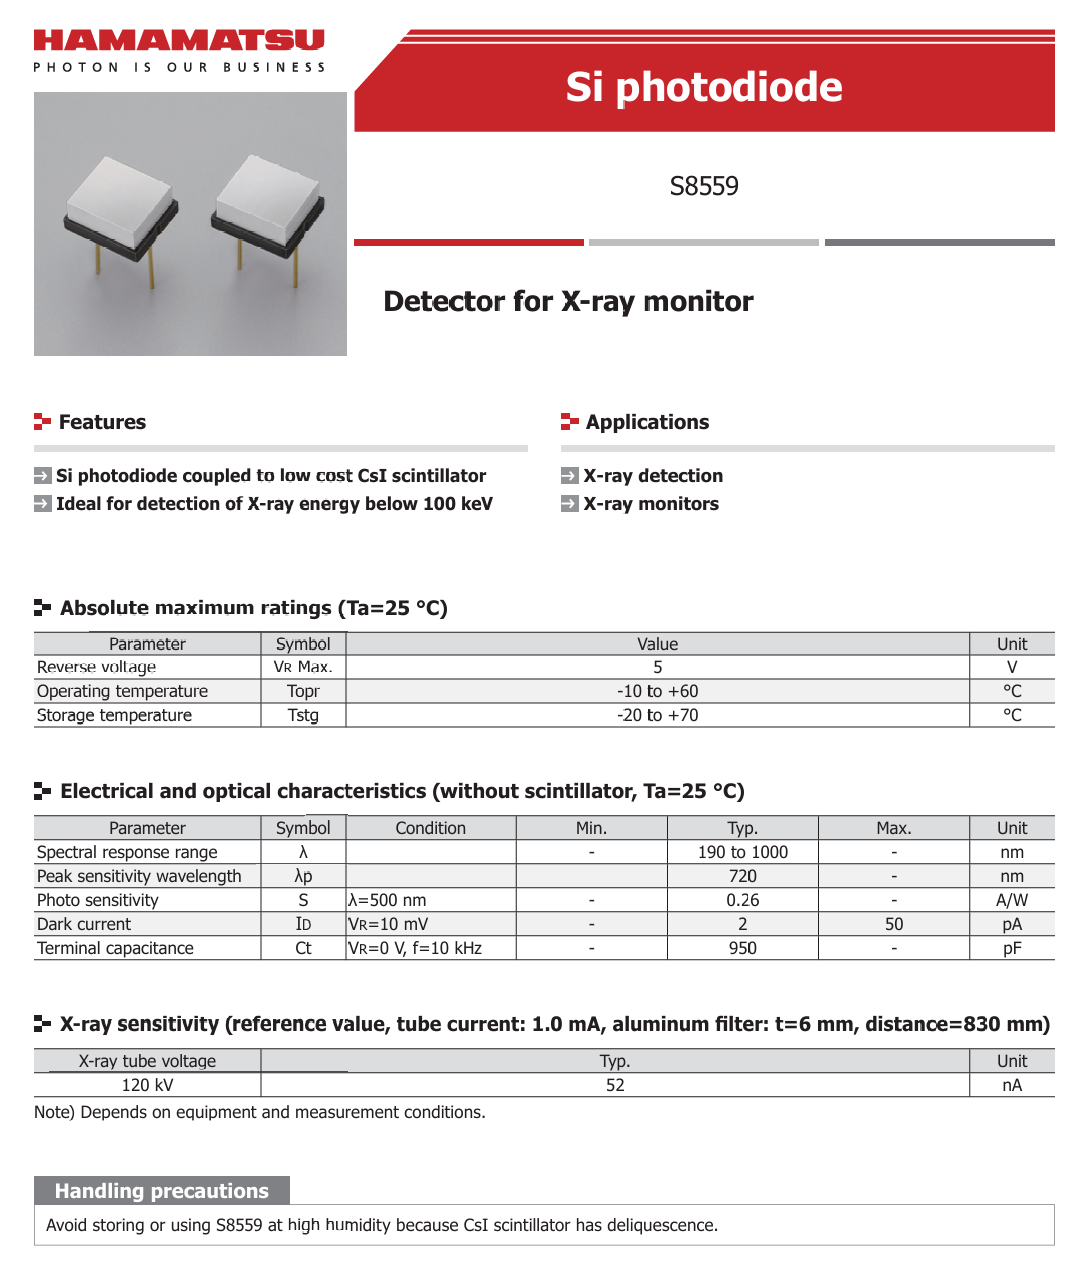 HAMAMATSU
PHOTON IS OUR BUSINESS
Si photodiode
S8559
Detector for X-ray monitor
Features
Si photodiode coupled to low cost CsI scintillator
Ideal for detection of X-ray energy below 100 keV
Applications
X-ray detection
X-ray monitors
Absolute maximum ratings (Ta=25 °C)
Parameter Symbol Value Unit
Reverse voltage VR Max. 5 V
Operating temperature Topr -10 to +60 °C
Storage temperature Tstg -20 to +70 °C
Electrical and optical characteristics (without scintillator, Ta=25 °C)
Parameter Symbol Condition Min. Typ. Max. Unit
Spectral response range λ - 190 to 1000 - nm
Peak sensitivity wavelength λp 720 - nm
Photo sensitivity S λ=500 nm - 0.26 - A/W
Dark current ID VR=10 mV - 2 50 pA
Terminal capacitance Ct VR=0 V, f=10 kHz - 950 - pF
X-ray sensitivity (reference value, tube current: 1.0 mA, aluminum filter: t=6 mm, distance=830 mm)
X-ray tube voltage Typ. Unit
120 kV 52 nA
Note) Depends on equipment and measurement conditions.
Handling precautions
Avoid storing or using S8559 at high humidity because CsI scintillator has deliquescence.